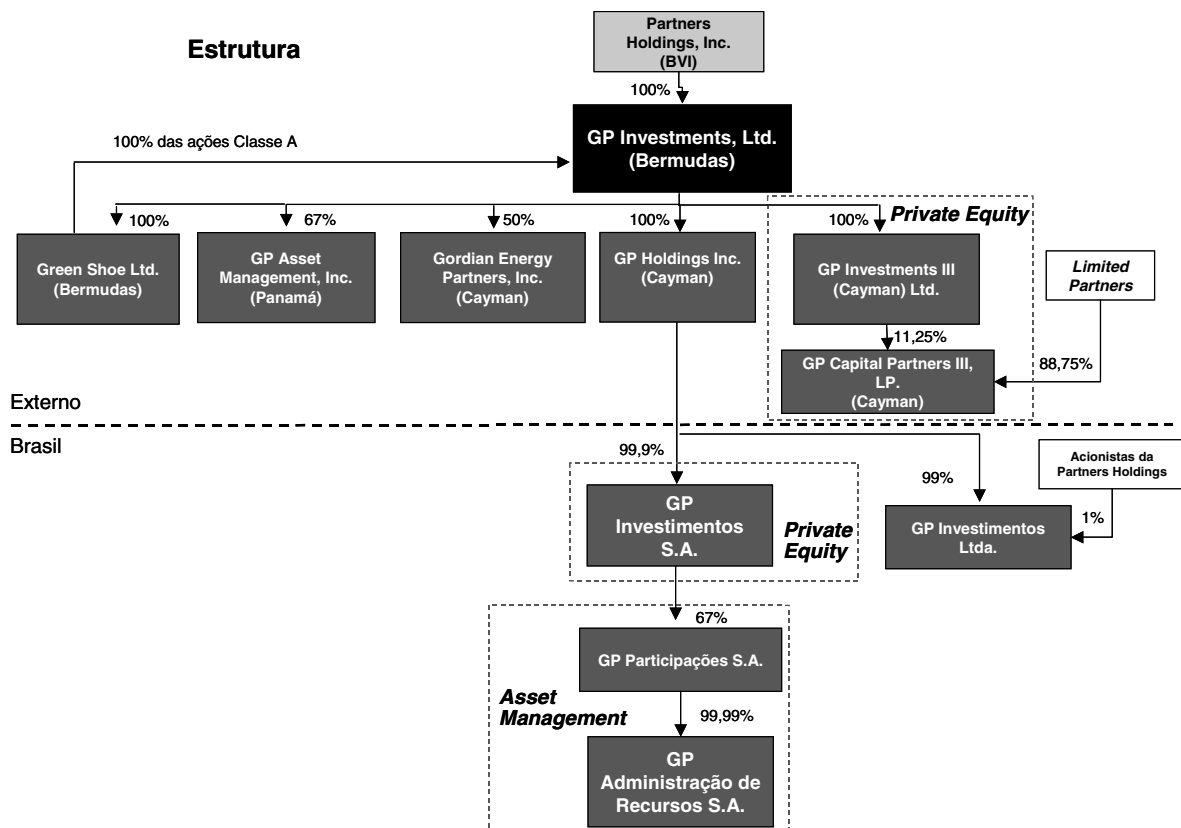 Estrutura
Partners
Holdings, Inc.
(BVI)
100%
GP Investments, Ltd.
(Bermudas)
100% das ações Classe A
100%
67%
50%
100%
100%
Private Equity
Green Shoe Ltd.
(Bermudas)
GP Asset
Management, Inc.
(Panamá)
Gordian Energy
Partners, Inc.
(Cayman)
GP Holdings Inc.
(Cayman)
GP Investments III
(Cayman) Ltd.
Limited
Partners
11,25%
88,75%
GP Capital Partners III,
LP.
(Cayman)
Externo
Brasil
99,9%
99%
Acionistas da
Partners Holdings
1%
GP
Investimentos
S.A.
Private
Equity
GP Investimentos
Ltda.
67%
GP Participações S.A.
Asset
Management
99,99%
GP
Administração de
Recursos S.A.